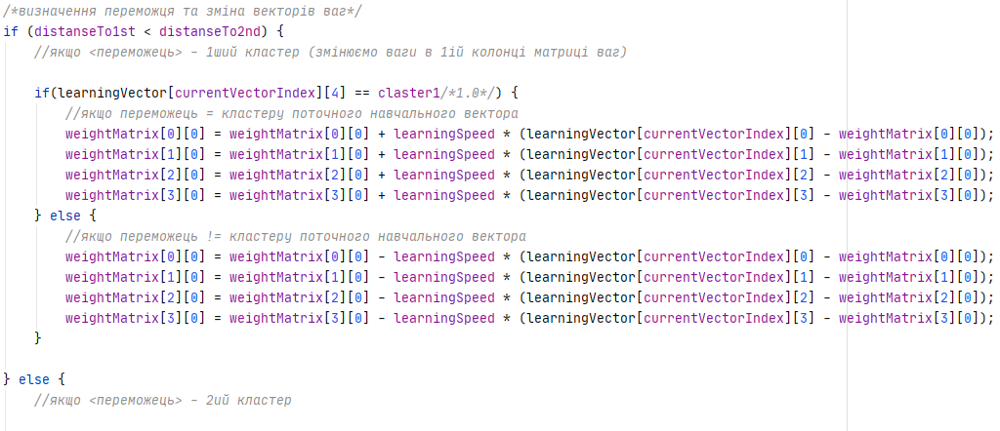 /*визначення переможця та зміна векторів ваг*/
if (distanseTo1st < distanseTo2nd) {
//якщо <переможець> – 1ший кластер (змінюємо ваги в 1ій колонці матриці ваг)
if(learningVector[currentVectorIndex][4] == claster1/*1.0*/) {
//якщо переможець = кластеру поточного навчального вектора
weightMatrix[0][0] = weightMatrix[0][0] + learningSpeed * (learningVector[currentVectorIndex][0] - weightMatrix[0][0]);
weightMatrix[1][0] = weightMatrix[1][0] + learningSpeed * (learningVector[currentVectorIndex][1] - weightMatrix[1][0]);
weightMatrix[2][0] = weightMatrix[2][0] + learningSpeed * (learningVector[currentVectorIndex][2] - weightMatrix[2][0]);
weightMatrix[3][0] = weightMatrix[3][0] + learningSpeed * (learningVector[currentVectorIndex][3] - weightMatrix[3][0]);
} else {
//якщо переможець != кластеру поточного навчального вектора
weightMatrix[0][0] = weightMatrix[0][0] - learningSpeed * (learningVector[currentVectorIndex][0] - weightMatrix[0][0]);
weightMatrix[1][0] = weightMatrix[1][0] - learningSpeed * (learningVector[currentVectorIndex][1] - weightMatrix[1][0]);
weightMatrix[2][0] = weightMatrix[2][0] - learningSpeed * (learningVector[currentVectorIndex][2] - weightMatrix[2][0]);
weightMatrix[3][0] = weightMatrix[3][0] - learningSpeed * (learningVector[currentVectorIndex][3] - weightMatrix[3][0]);
}
} else {
//якщо <переможець> – 2ий кластер